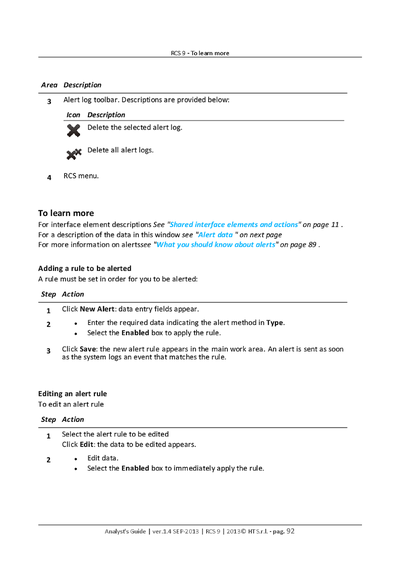 RCS 9 - To learn more
Area Description
3 Alert log toolbar. Descriptions are provided below:
Icon Description
Delete the selected alert log.
Delete all alert logs.
4 RCS menu.
To learn more
For interface element descriptions See "Shared interface elements and actions" on page 11 .
For a description of the data in this window see "Alert data " on next page
For more information on alertssee "What you should know about alerts" on page 89 .
Adding a rule to be alerted
A rule must be set in order for you to be alerted:
Step Action
1 Click New Alert: data entry fields appear.
2 • Enter the required data indicating the alert method in Type.
• Select the Enabled box to apply the rule.
3 Click Save: the new alert rule appears in the main work area. An alert is sent as soon
as the system logs an event that matches the rule.
Editing an alert rule
To edit an alert rule
Step Action
1 Select the alert rule to be edited
Click Edit: the data to be edited appears.
2 • Edit data.
• Select the Enabled box to immediately apply the rule.
Analyst's Guide | ver.1.4 SEP-2013 | RCS 9 | 2013© HT S.r.l. - pag. 92